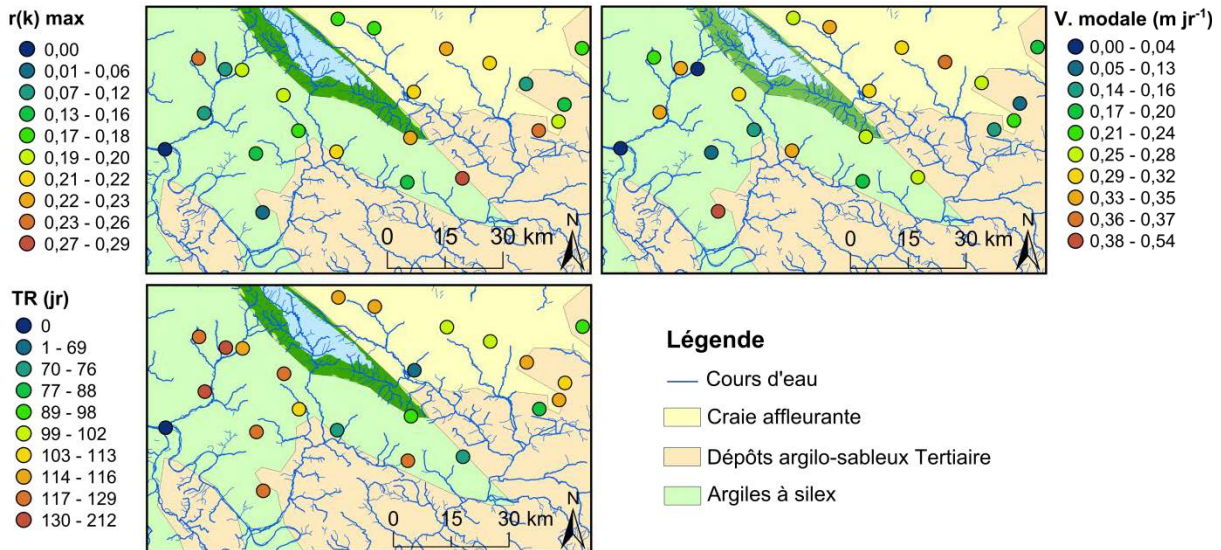 r(k) max
0,00
0,01 - 0,06
0,07 - 0,12
0,13 - 0,16
0,17 - 0,18
0,19 - 0,20
0,21 - 0,22
0,22 - 0,23
0,23 - 0,26
0,27 - 0,29
0 15 30 km
N
V. modale (m jr⁻¹)
0,00 - 0,04
0,05 - 0,13
0,14 - 0,16
0,17 - 0,20
0,21 - 0,24
0,25 - 0,28
0,29 - 0,32
0,33 - 0,35
0,36 - 0,37
0,38 - 0,54
0 15 30 km
N
TR (jr)
0
1 - 69
70 - 76
77 - 88
89 - 98
99 - 102
103 - 113
114 - 116
117 - 129
130 - 212
0 15 30 km
N
Légende
Cours d'eau
Craie affleurante
Dépôts argilo-sableux Tertiaire
Argiles à silex